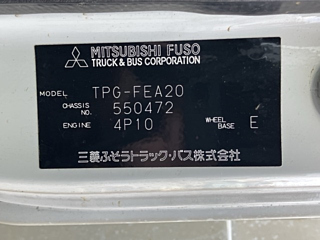 MITSUBISHI FUSO
TRUCK & BUS CORPORATION
MODEL TPG-FEA20
CHASSIS NO. 550472
ENGINE 4P10 WHEEL BASE E
三菱ふそうトラック・バス株式会社